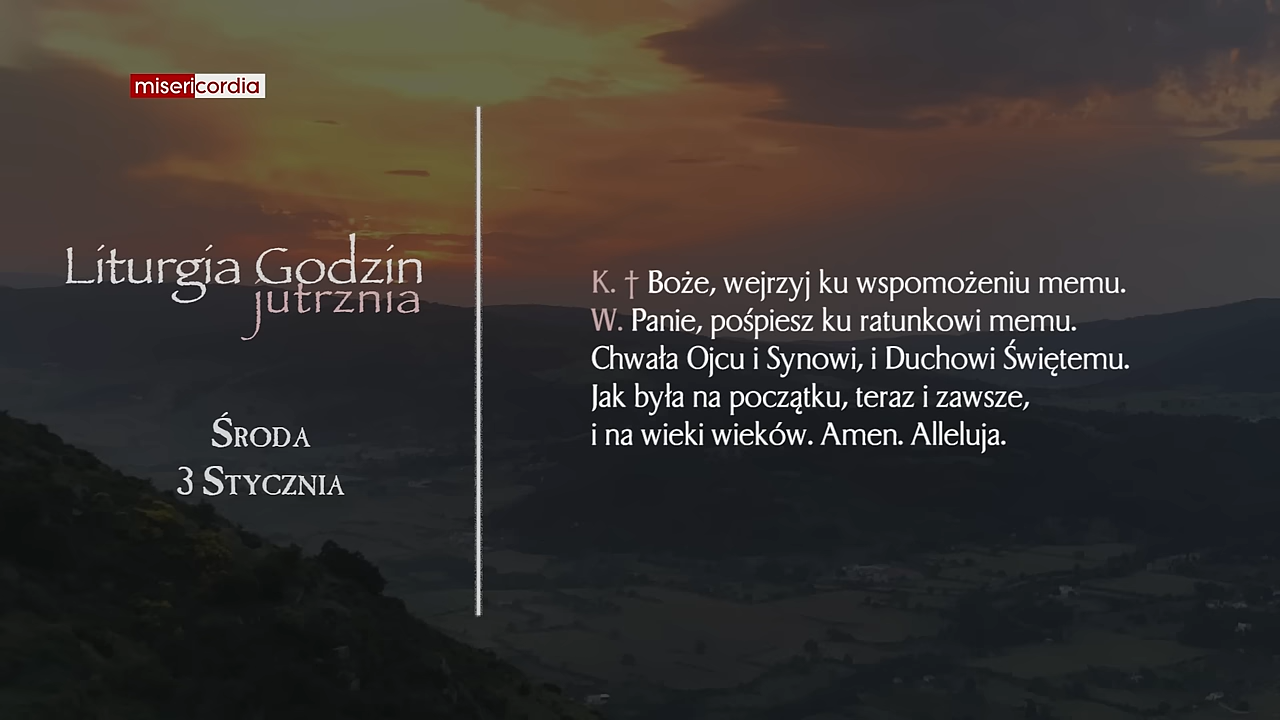 misericordia
Liturgia Godzin
jutrznia
Środa
3 Stycznia
K. † Boże, wejrzyj ku wspomożeniu memu.
W. Panie, pośpiesz ku ratunkowi memu.
Chwała Ojcu i Synowi, i Duchowi Świętemu.
Jak była na początku, teraz i zawsze,
i na wieki wieków. Amen. Alleluja.